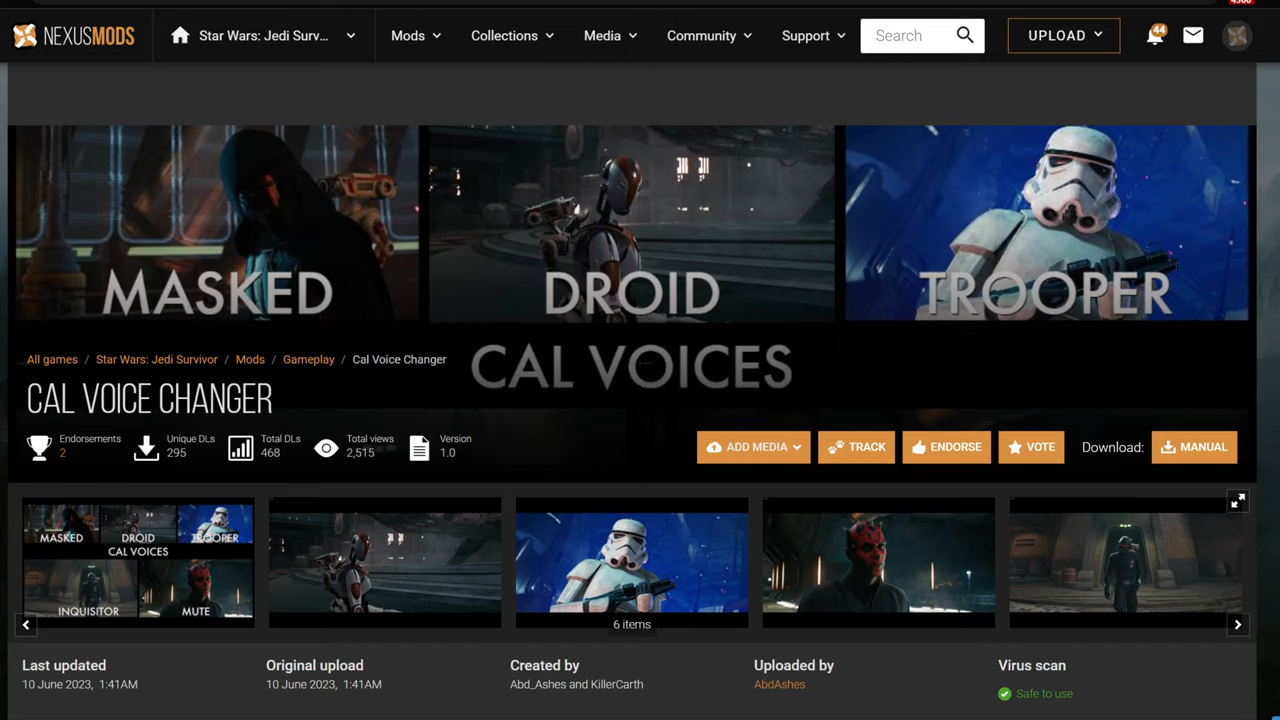 NEXUSMODS
Star Wars: Jedi Surv...
Mods
Collections
Media
Community
Support
Search
UPLOAD
44
MASKED
DROID
TROOPER
CAL VOICES
All games / Star Wars: Jedi Survivor / Mods / Gameplay / Cal Voice Changer
CAL VOICE CHANGER
Endorsements
2
Unique DLs
295
Total DLs
468
Total views
2,515
Version
1.0
ADD MEDIA
TRACK
ENDORSE
VOTE
Download:
MANUAL
MASKED
DROID
TROOPER
CAL VOICES
INQUISITOR
MUTE
6 items
Last updated
10 June 2023, 1:41AM
Original upload
10 June 2023, 1:41AM
Created by
Abd_Ashes and KillerCarth
Uploaded by
AbdAshes
Virus scan
Safe to use